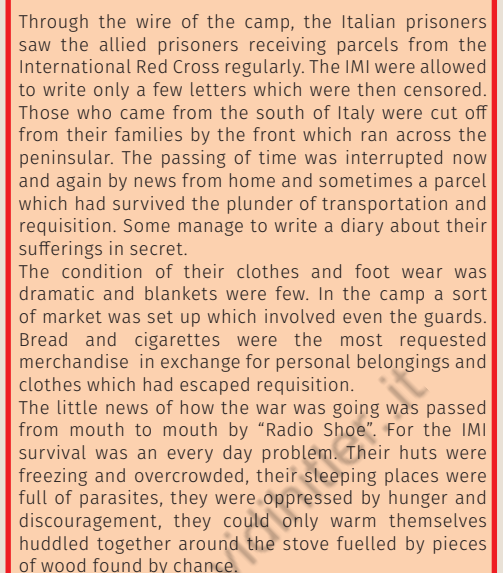 Through the wire of the camp, the Italian prisoners
saw the allied prisoners receiving parcels from the
International Red Cross regularly. The IMI were allowed
to write only a few letters which were then censored.
Those who came from the south of Italy were cut off
from their families by the front which ran across the
peninsular. The passing of time was interrupted now
and again by news from home and sometimes a parcel
which had survived the plunder of transportation and
requisition. Some manage to write a diary about their
sufferings in secret.
The condition of their clothes and foot wear was
dramatic and blankets were few. In the camp a sort
of market was set up which involved even the guards.
Bread and cigarettes were the most requested
merchandise in exchange for personal belongings and
clothes which had escaped requisition.
The little news of how the war was going was passed
from mouth to mouth by “Radio Shoe”. For the IMI
survival was an every day problem. Their huts were
freezing and overcrowded, their sleeping places were
full of parasites, they were oppressed by hunger and
discouragement, they could only warm themselves
huddled together around the stove fuelled by pieces
of wood found by chance.
vidihitler.it